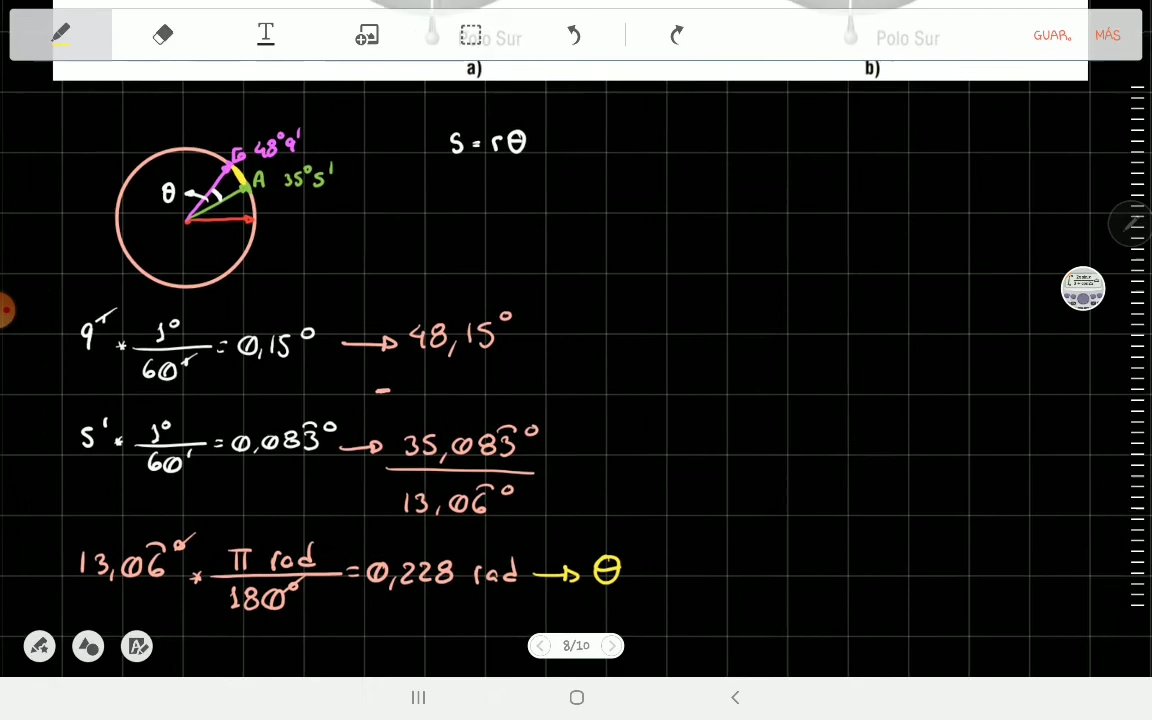 T
GUAR.
MÁS
Polo Sur
Polo Sur
a)
b)
S = rθ
48°9'
A 35°5'
θ
9' * 1° / 60' = 0,15° → 48,15°
-
5' * 1° / 60' = 0,083̂° → 35,083̂°
13,06̂°
13,06̂° * π rad / 180° = 0,228 rad → θ
8/10